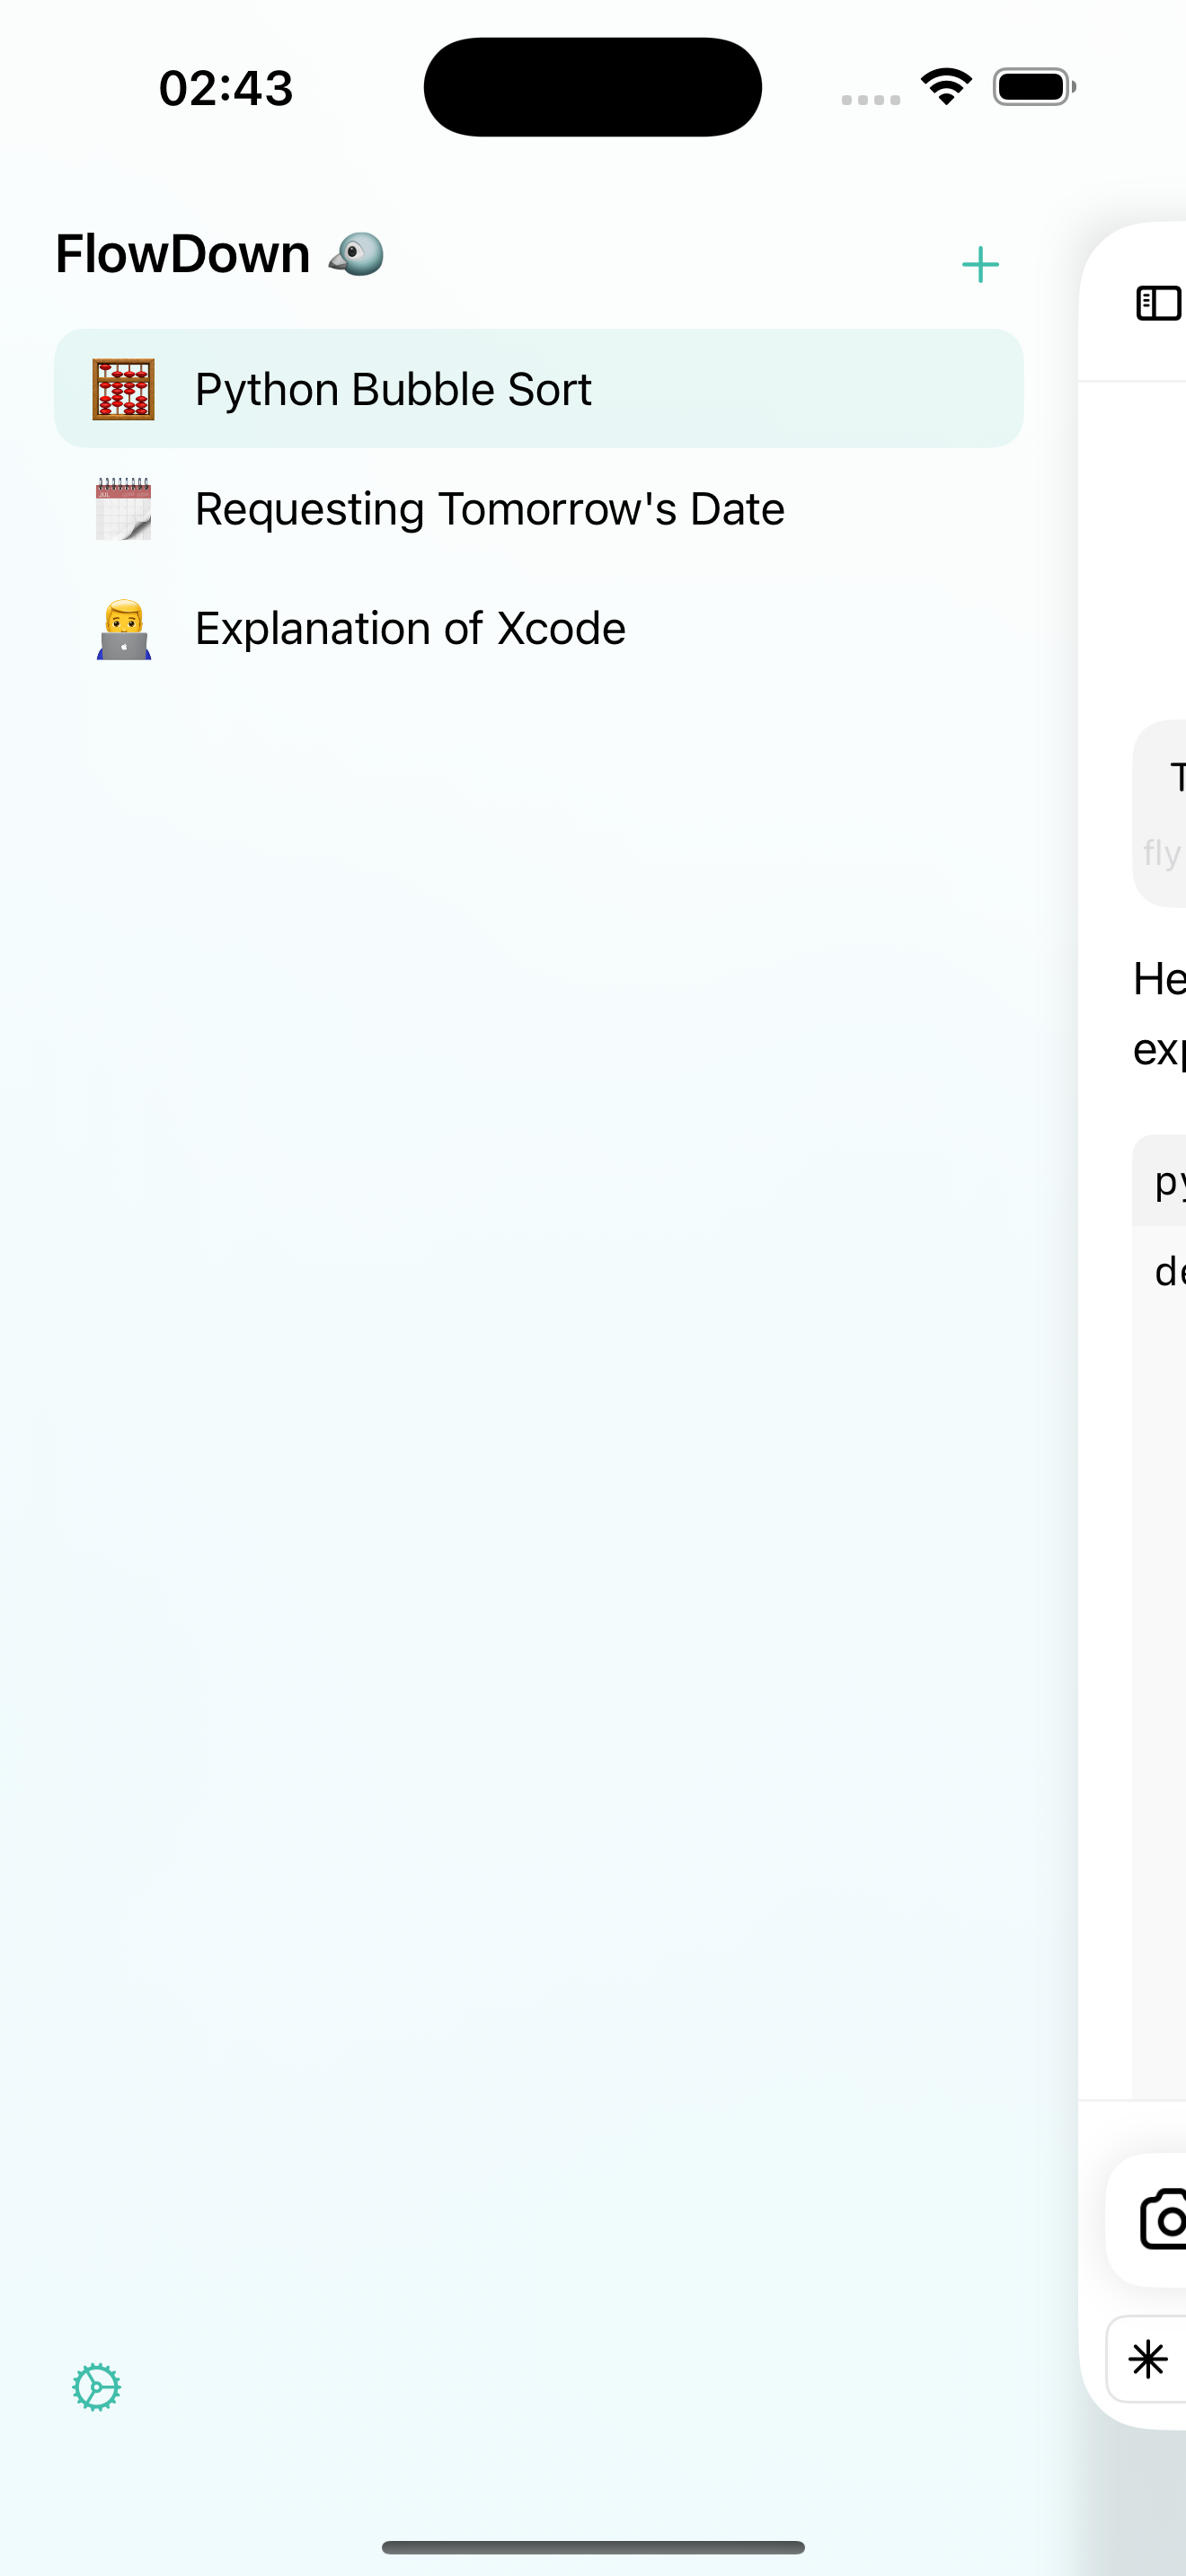 02:43
FlowDown
Python Bubble Sort
Requesting Tomorrow's Date
Explanation of Xcode
T
fly
He
exp
py
de